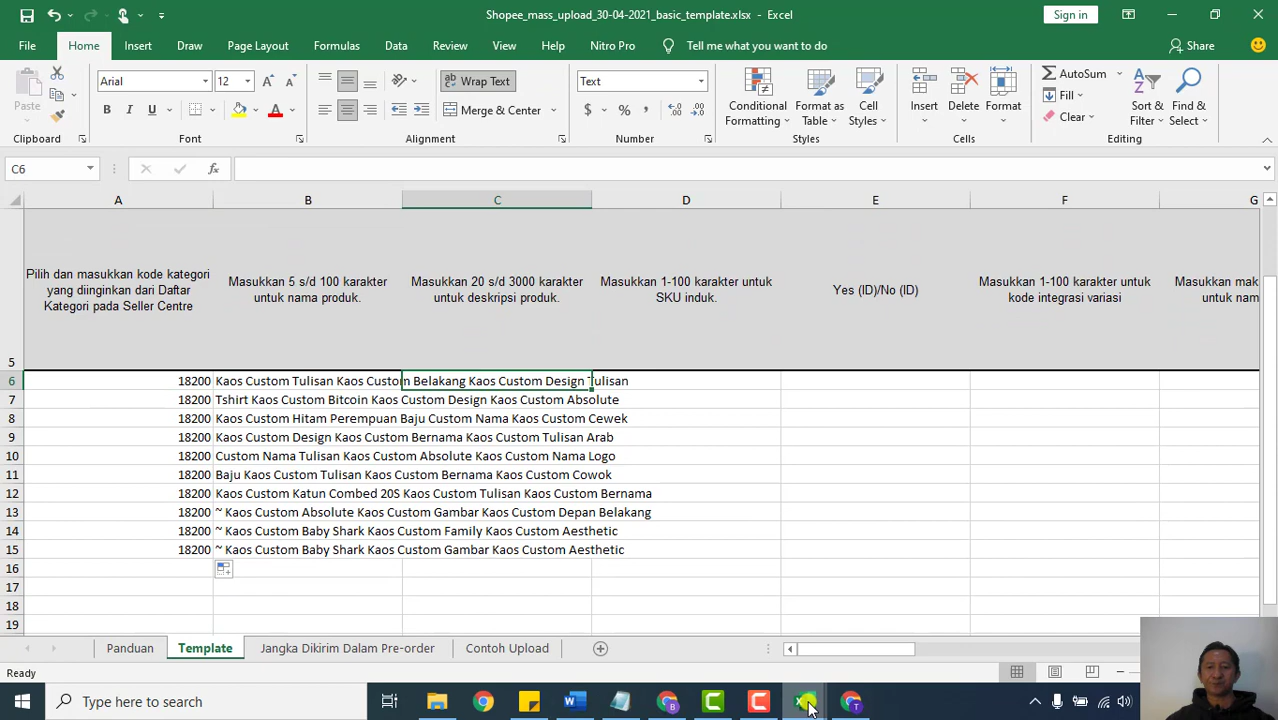 Shopee_mass_upload_30-04-2021_basic_template.xlsx - Excel
Sign in
File Home Insert Draw Page Layout Formulas Data Review View Help Nitro Pro Tell me what you want to do Share
Paste
Clipboard
Arial 12
B I U
Font
Wrap Text
Merge & Center
Alignment
Text
$ % ,
Number
Conditional Formatting
Format as Table
Cell Styles
Styles
Insert Delete Format
Cells
AutoSum
Fill
Clear
Sort & Filter
Find & Select
Editing
C6
fx
A B C D E F G
Pilih dan masukkan kode kategori
yang diinginkan dari Daftar
Kategori pada Seller Centre
Masukkan 5 s/d 100 karakter
untuk nama produk.
Masukkan 20 s/d 3000 karakter
untuk deskripsi produk.
Masukkan 1-100 karakter untuk
SKU induk.
Yes (ID)/No (ID)
Masukkan 1-100 karakter untuk
kode integrasi variasi
Masukkan mak
untuk nam
5
6 18200 Kaos Custom Tulisan Kaos Custom Belakang Kaos Custom Design Tulisan
7 18200 Tshirt Kaos Custom Bitcoin Kaos Custom Design Kaos Custom Absolute
8 18200 Kaos Custom Hitam Perempuan Baju Custom Nama Kaos Custom Cewek
9 18200 Kaos Custom Design Kaos Custom Bernama Kaos Custom Tulisan Arab
10 18200 Custom Nama Tulisan Kaos Custom Absolute Kaos Custom Nama Logo
11 18200 Baju Kaos Custom Tulisan Kaos Custom Bernama Kaos Custom Cowok
12 18200 Kaos Custom Katun Combed 20S Kaos Custom Tulisan Kaos Custom Bernama
13 18200 ~ Kaos Custom Absolute Kaos Custom Gambar Kaos Custom Depan Belakang
14 18200 ~ Kaos Custom Baby Shark Kaos Custom Family Kaos Custom Aesthetic
15 18200 ~ Kaos Custom Baby Shark Kaos Custom Gambar Kaos Custom Aesthetic
16
17
18
19
Panduan Template Jangka Dikirim Dalam Pre-order Contoh Upload
Ready
Type here to search